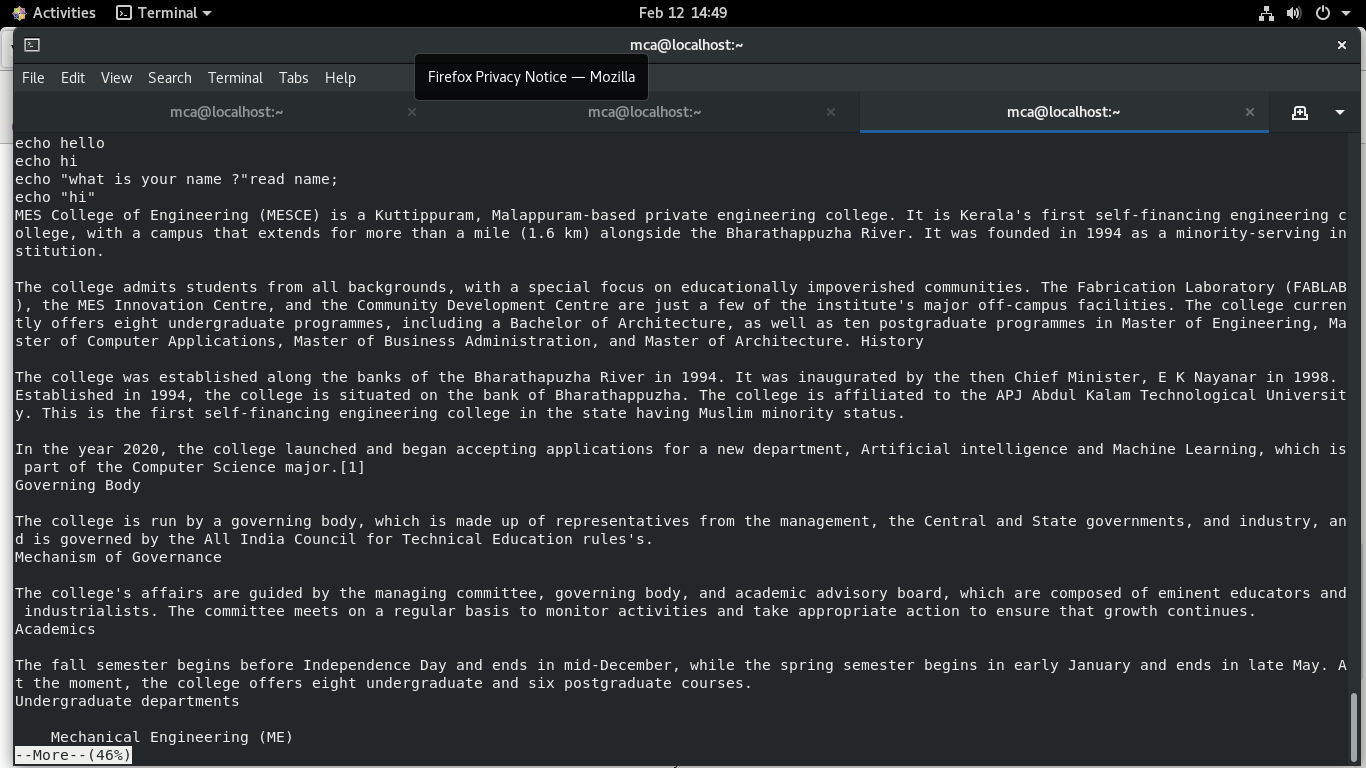 Activities
Terminal
Feb 12 14:49
mca@localhost:~
File Edit View Search Terminal Tabs Help
Firefox Privacy Notice — Mozilla
mca@localhost:~
mca@localhost:~
mca@localhost:~
echo hello
echo hi
echo "what is your name ?"read name;
echo "hi"
MES College of Engineering (MESCE) is a Kuttippuram, Malappuram-based private engineering college. It is Kerala's first self-financing engineering c
ollege, with a campus that extends for more than a mile (1.6 km) alongside the Bharathappuzha River. It was founded in 1994 as a minority-serving in
stitution.
The college admits students from all backgrounds, with a special focus on educationally impoverished communities. The Fabrication Laboratory (FABLAB
), the MES Innovation Centre, and the Community Development Centre are just a few of the institute's major off-campus facilities. The college curren
tly offers eight undergraduate programmes, including a Bachelor of Architecture, as well as ten postgraduate programmes in Master of Engineering, Ma
ster of Computer Applications, Master of Business Administration, and Master of Architecture. History
The college was established along the banks of the Bharathapuzha River in 1994. It was inaugurated by the then Chief Minister, E K Nayanar in 1998.
Established in 1994, the college is situated on the bank of Bharathappuzha. The college is affiliated to the APJ Abdul Kalam Technological Universit
y. This is the first self-financing engineering college in the state having Muslim minority status.
In the year 2020, the college launched and began accepting applications for a new department, Artificial intelligence and Machine Learning, which is
 part of the Computer Science major.[1]
Governing Body
The college is run by a governing body, which is made up of representatives from the management, the Central and State governments, and industry, an
d is governed by the All India Council for Technical Education rules's.
Mechanism of Governance
The college's affairs are guided by the managing committee, governing body, and academic advisory board, which are composed of eminent educators and
 industrialists. The committee meets on a regular basis to monitor activities and take appropriate action to ensure that growth continues.
Academics
The fall semester begins before Independence Day and ends in mid-December, while the spring semester begins in early January and ends in late May. A
t the moment, the college offers eight undergraduate and six postgraduate courses.
Undergraduate departments
    Mechanical Engineering (ME)
--More--(46%)